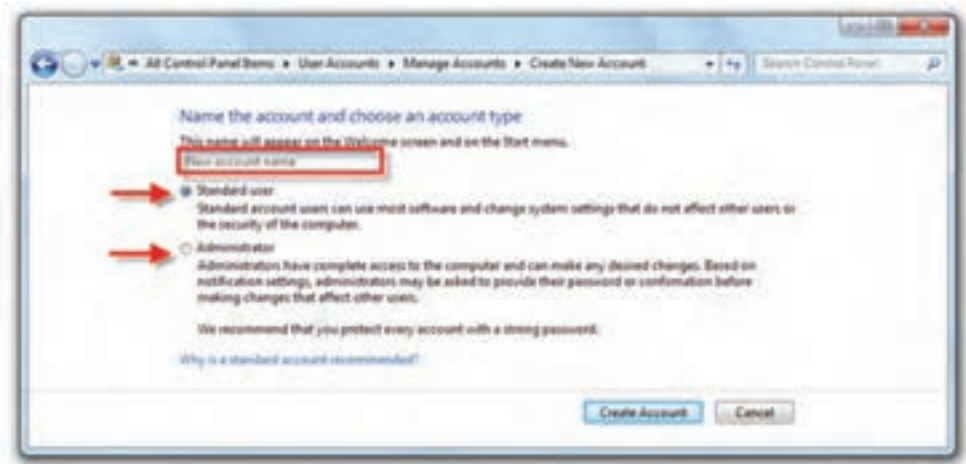 All Control Panel Items ▸ User Accounts ▸ Manage Accounts ▸ Create New Account
Search Control Panel
Name the account and choose an account type
This name will appear on the Welcome screen and on the Start menu.
New account name
Standard user
Standard account users can use most software and change system settings that do not affect other users or
the security of the computer.
Administrator
Administrators have complete access to the computer and can make any desired changes. Based on
notification settings, administrators may be asked to provide their password or confirmation before
making changes that affect other users.
We recommend that you protect every account with a strong password.
Why is a standard account recommended?
Create Account
Cancel